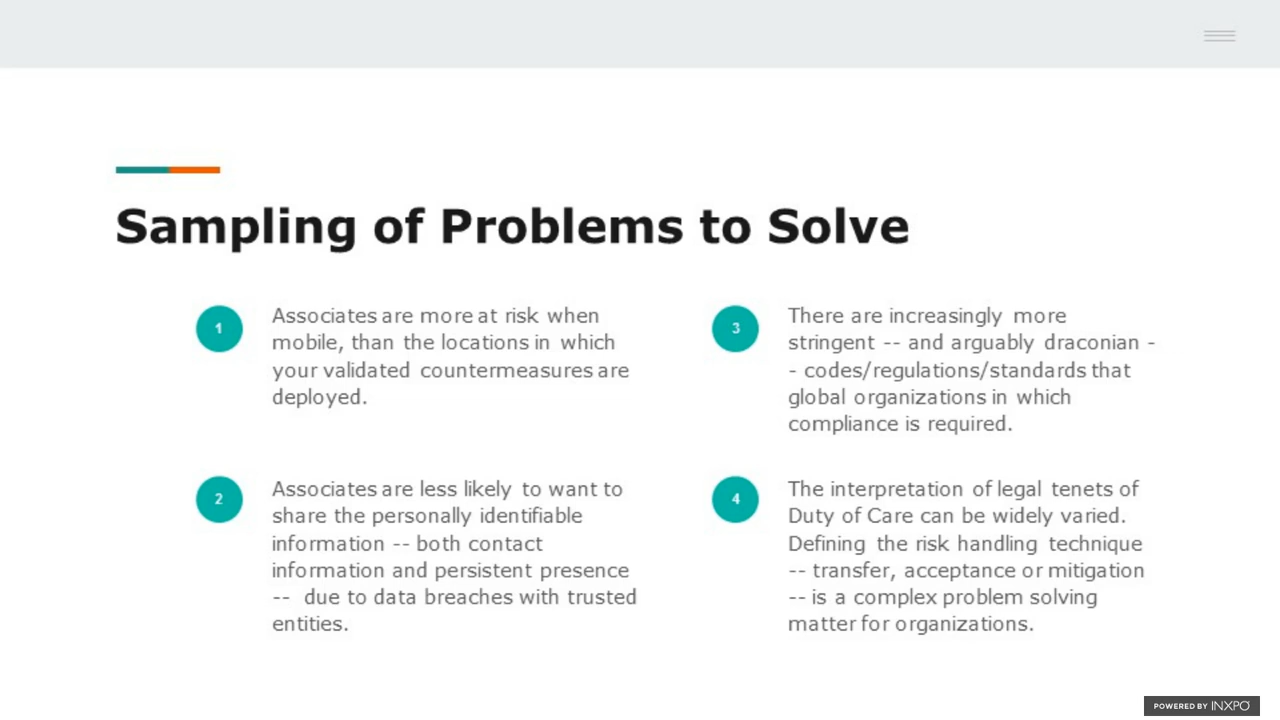 Sampling of Problems to Solve
1
Associates are more at risk when
mobile, than the locations in which
your validated countermeasures are
deployed.
2
Associates are less likely to want to
share the personally identifiable
information -- both contact
information and persistent presence
-- due to data breaches with trusted
entities.
3
There are increasingly more
stringent -- and arguably draconian -
- codes/regulations/standards that
global organizations in which
compliance is required.
4
The interpretation of legal tenets of
Duty of Care can be widely varied.
Defining the risk handling technique
-- transfer, acceptance or mitigation
-- is a complex problem solving
matter for organizations.
POWERED BY INXPO